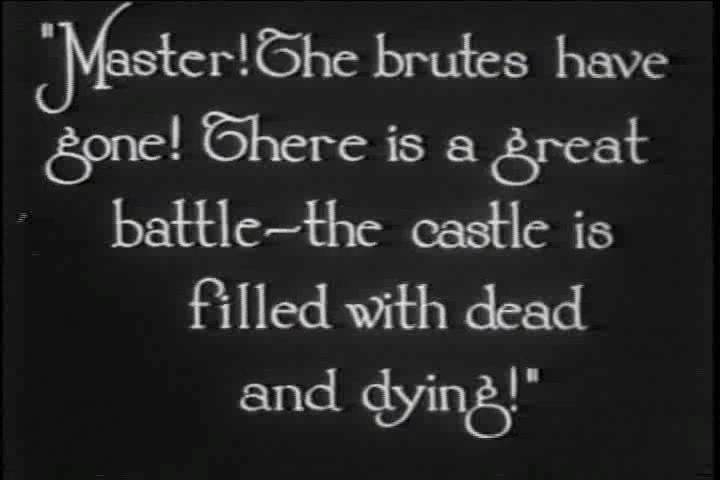 "Master! The brutes have
gone! There is a great
battle—the castle is
filled with dead
and dying!"